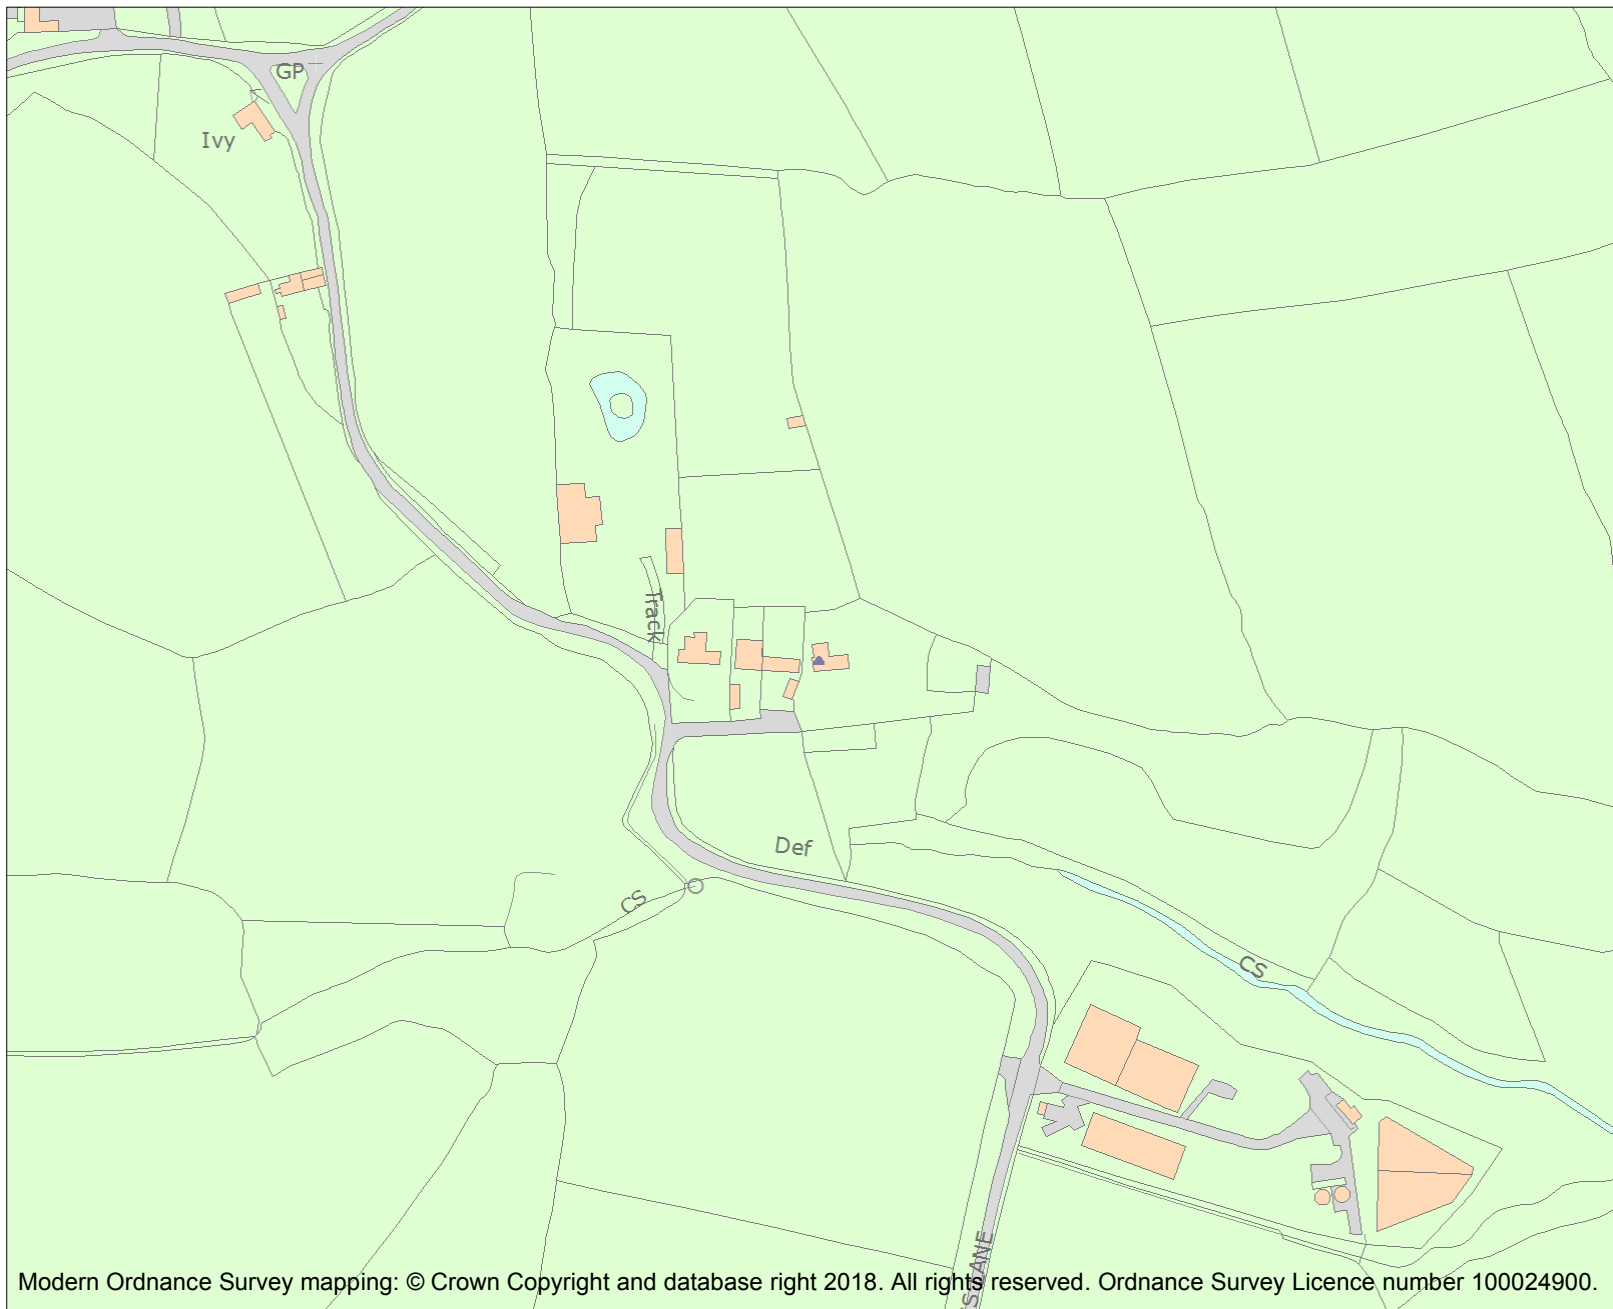 GP
Ivy
Track
Def
CS
CS
Modern Ordnance Survey mapping: © Crown Copyright and database right 2018. All rights reserved. Ordnance Survey Licence number 100024900.